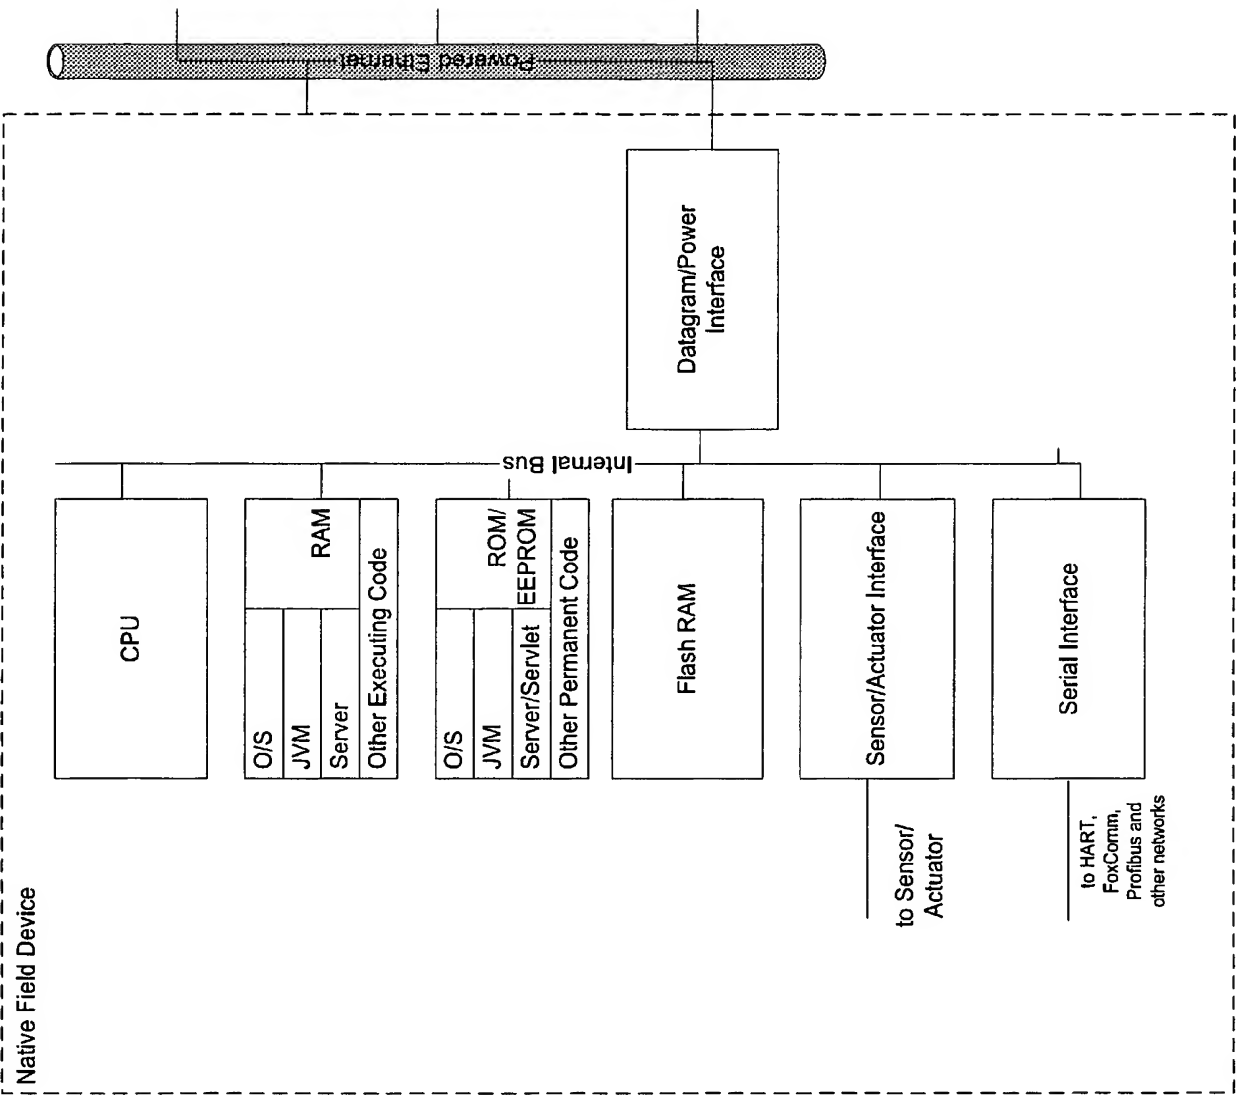 Powered Ethernet
Native Field Device
Datagram/Power
Interface
Internal Bus
CPU
O/S
JVM
Server
RAM
Other Executing Code
O/S
JVM
Server/Servlet
ROM/
EEPROM
Other Permanent Code
Flash RAM
Sensor/Actuator Interface
Serial Interface
to Sensor/
Actuator
to HART,
FoxComm,
Profibus and
other networks